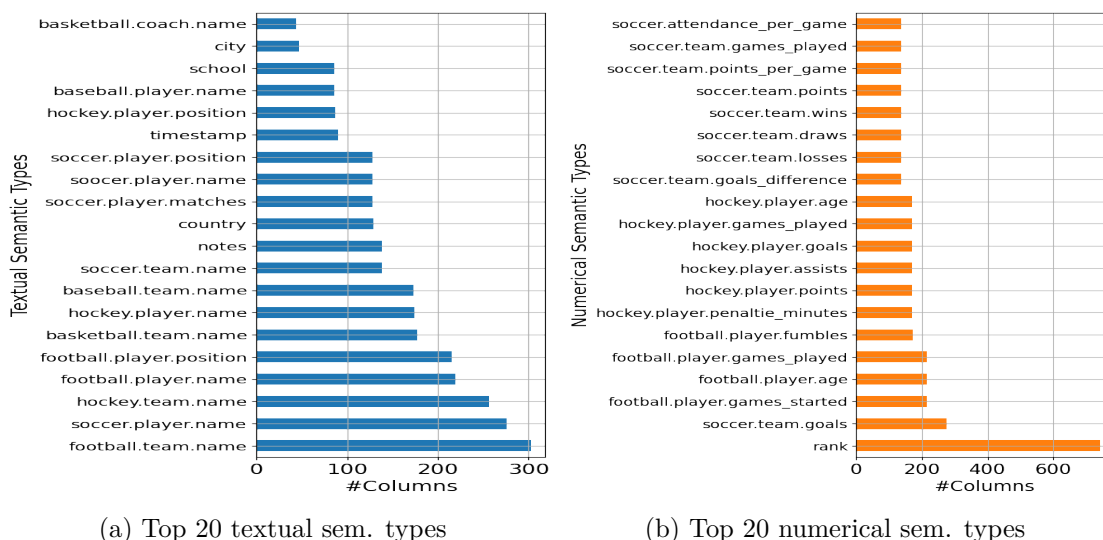 Textual Semantic Types
basketball.coach.name
city
school
baseball.player.name
hockey.player.position
timestamp
soccer.player.position
soocer.player.name
soccer.player.matches
country
notes
soccer.team.name
baseball.team.name
hockey.player.name
basketball.team.name
football.player.position
football.player.name
hockey.team.name
soccer.player.name
football.team.name
0 100 200 300
#Columns
(a) Top 20 textual sem. types
Numerical Semantic Types
soccer.attendance_per_game
soccer.team.games_played
soccer.team.points_per_game
soccer.team.points
soccer.team.wins
soccer.team.draws
soccer.team.losses
soccer.team.goals_difference
hockey.player.age
hockey.player.games_played
hockey.player.goals
hockey.player.assists
hockey.player.points
hockey.player.penaltie_minutes
football.player.fumbles
football.player.games_played
football.player.age
football.player.games_started
soccer.team.goals
rank
0 200 400 600
#Columns
(b) Top 20 numerical sem. types